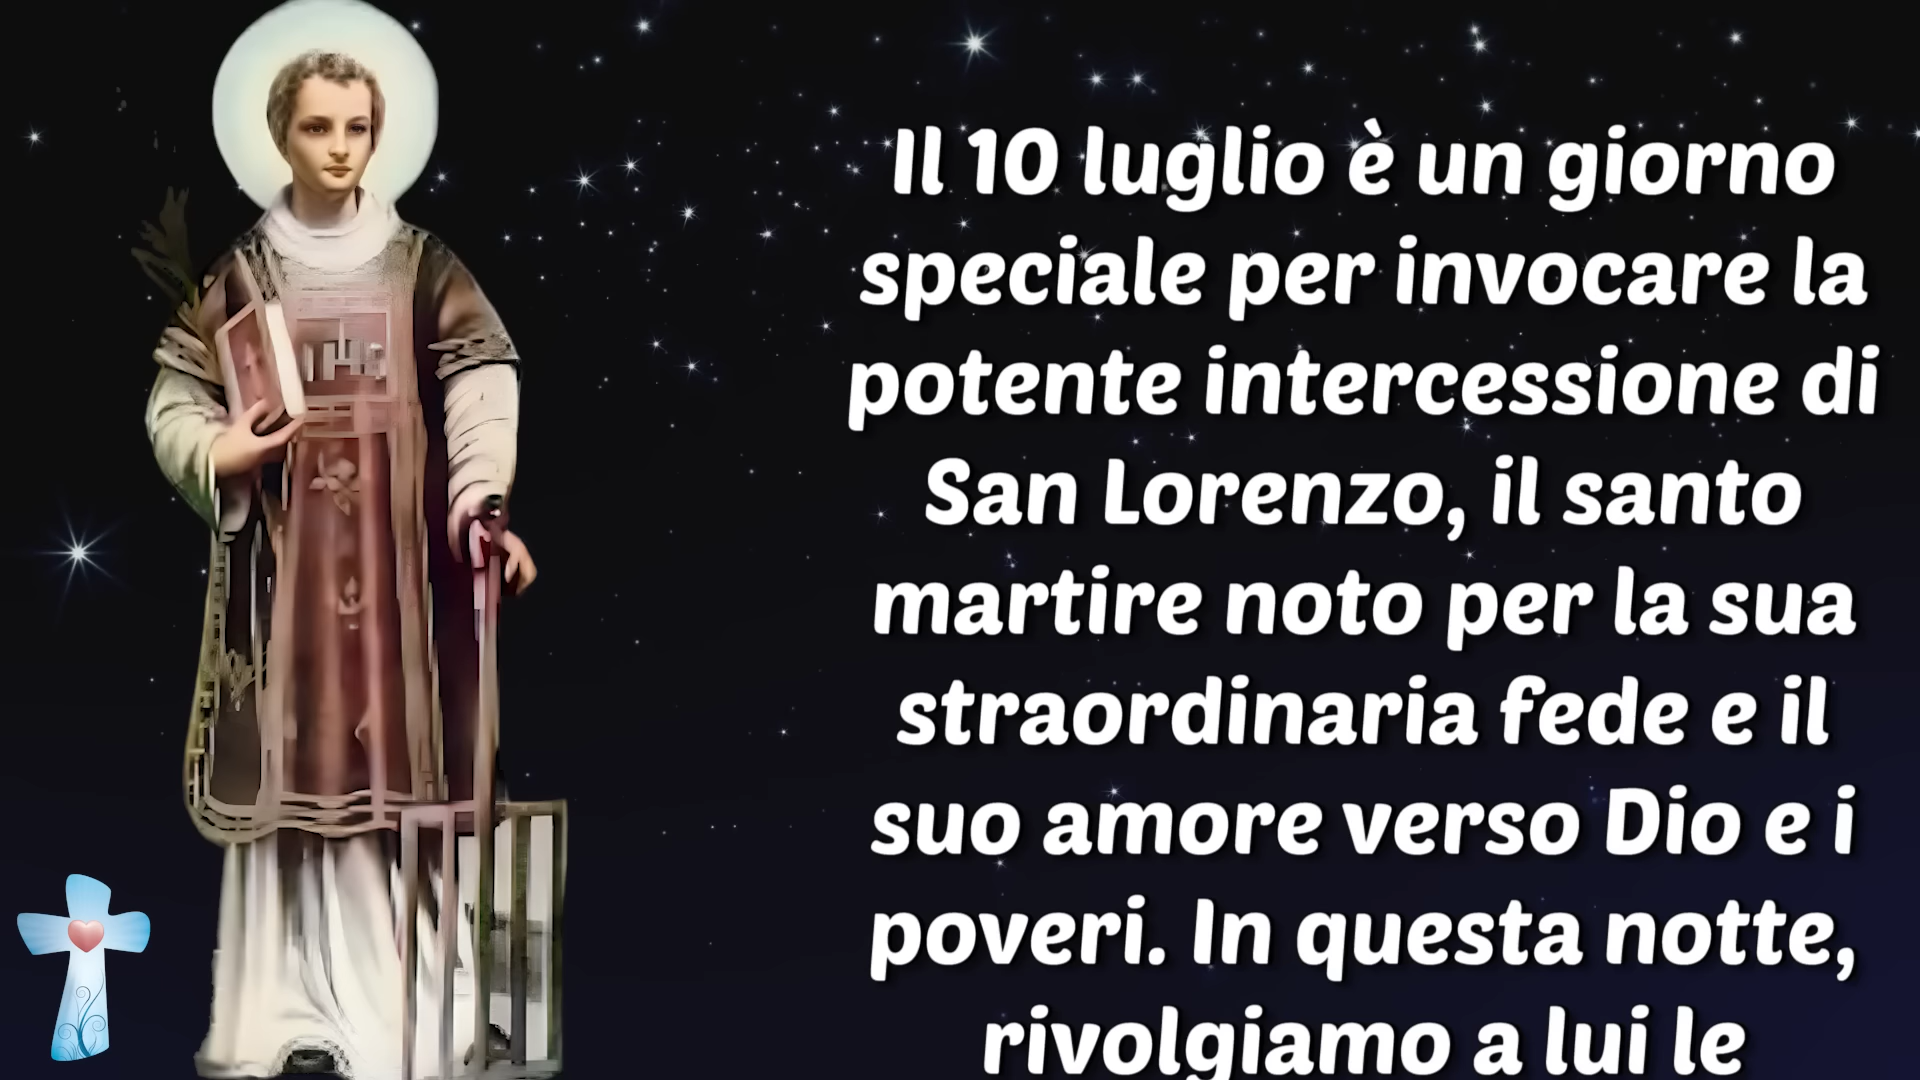 Il 10 luglio è un giorno
speciale per invocare la
potente intercessione di
San Lorenzo, il santo
martire noto per la sua
straordinaria fede e il
suo amore verso Dio e i
poveri. In questa notte,
rivolgiamo a lui le